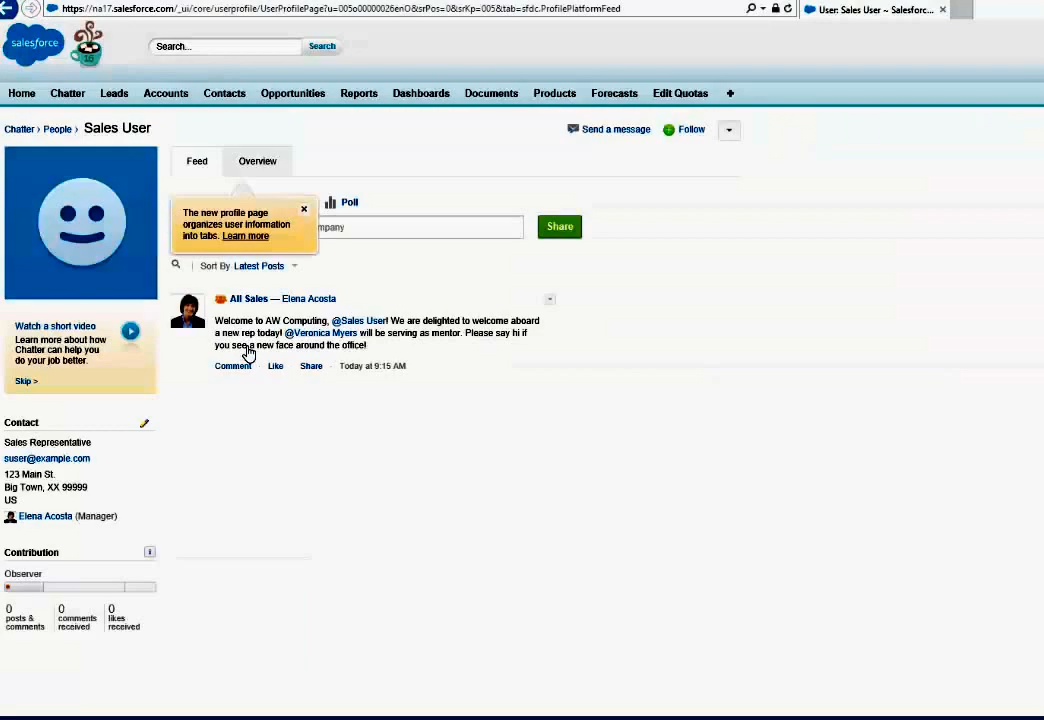 https://na17.salesforce.com/_ui/core/userprofile/UserProfilePage?u=005o00000026enO&srPos=0&srKp=005&tab=sfdc.ProfilePlatformFeed
User: Sales User ~ Salesforc...
salesforce
16
Search...
Search
Home Chatter Leads Accounts Contacts Opportunities Reports Dashboards Documents Products Forecasts Edit Quotas +
Chatter › People › Sales User
Send a message
Follow
Feed
Overview
The new profile page
organizes user information
into tabs. Learn more
Poll
mpany
Share
Sort By Latest Posts
All Sales — Elena Acosta
Welcome to AW Computing, @Sales User! We are delighted to welcome aboard
a new rep today! @Veronica Myers will be serving as mentor. Please say hi if
you see a new face around the office!
Comment · Like · Share · Today at 9:15 AM
Watch a short video
Learn more about how
Chatter can help you
do your job better.
Skip >
Contact
Sales Representative
suser@example.com
123 Main St.
Big Town, XX 99999
US
Elena Acosta (Manager)
Contribution
i
Observer
0 0 0
posts & comments likes
comments received received